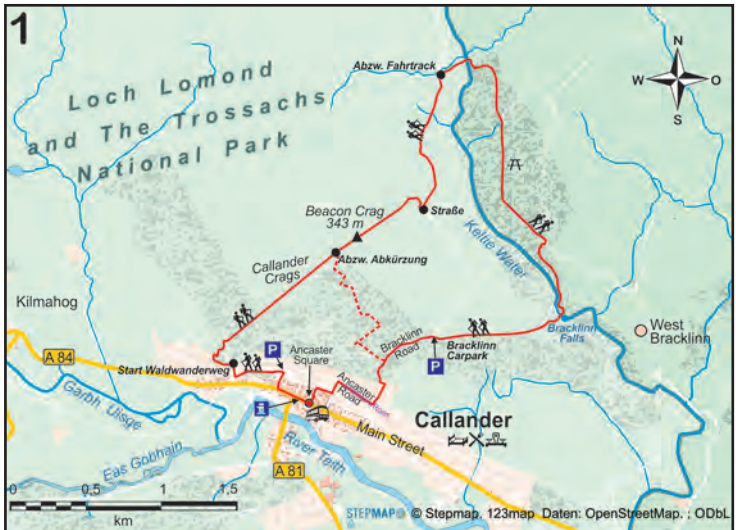 1
Loch Lomond
and The Trossachs
National Park
Abzw. Fahrtrack
N
W O
S
Straße
Beacon Crag
343 m
Abzw. Abkürzung
Callander
Crags
Keltie Water
Kilmahog
A 84
Start Waldwanderweg
P
Ancaster
Square
Bracklinn
Road
Bracklinn
Carpark
P
Bracklinn
Falls
West
Bracklinn
Ancaster
Road
Garbh Uisge
i
Callander
Main Street
Eas Gobhain
River Teith
A 81
0 0,5 1 1,5
km
STEPMAP © Stepmap, 123map Daten: OpenStreetMap. ; ODbL